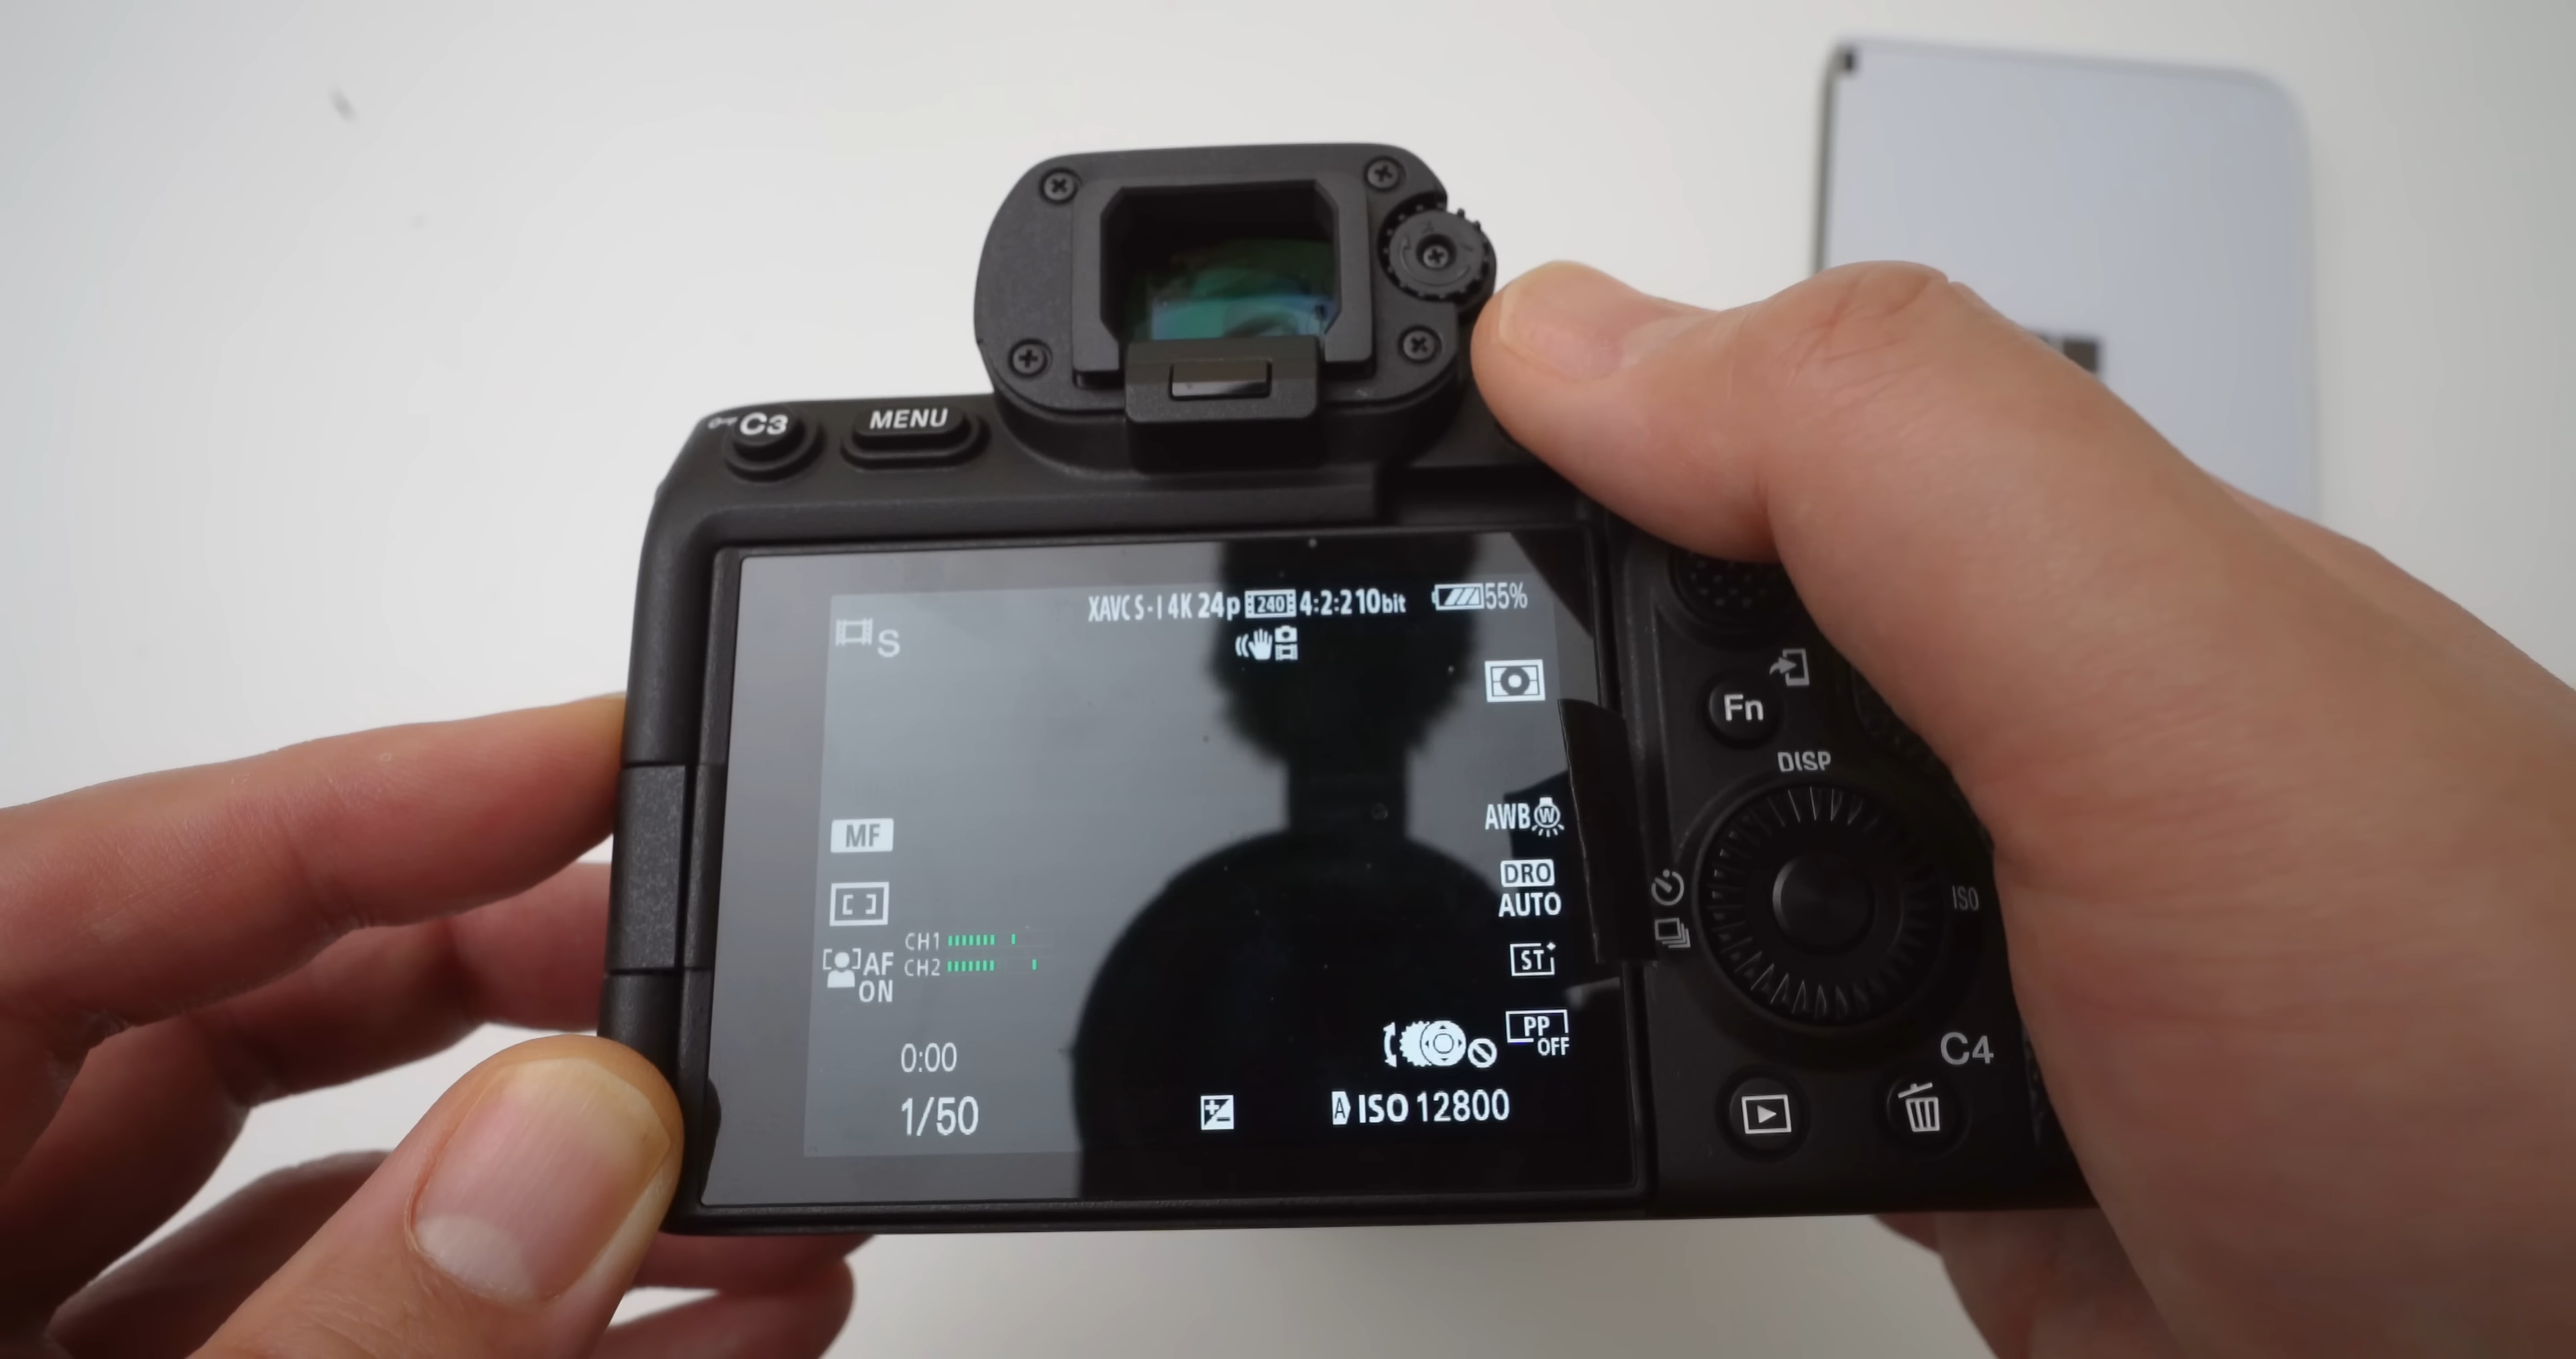 C3
MENU
XAVC S-I 4K 24p 240 4:2:2 10bit 55%
S
Fn
DISP
MF
AWB W
DRO
AUTO
ISO
CH1
CH2
AF
ON
ST
PP
OFF
C4
0:00
1/50
A ISO 12800